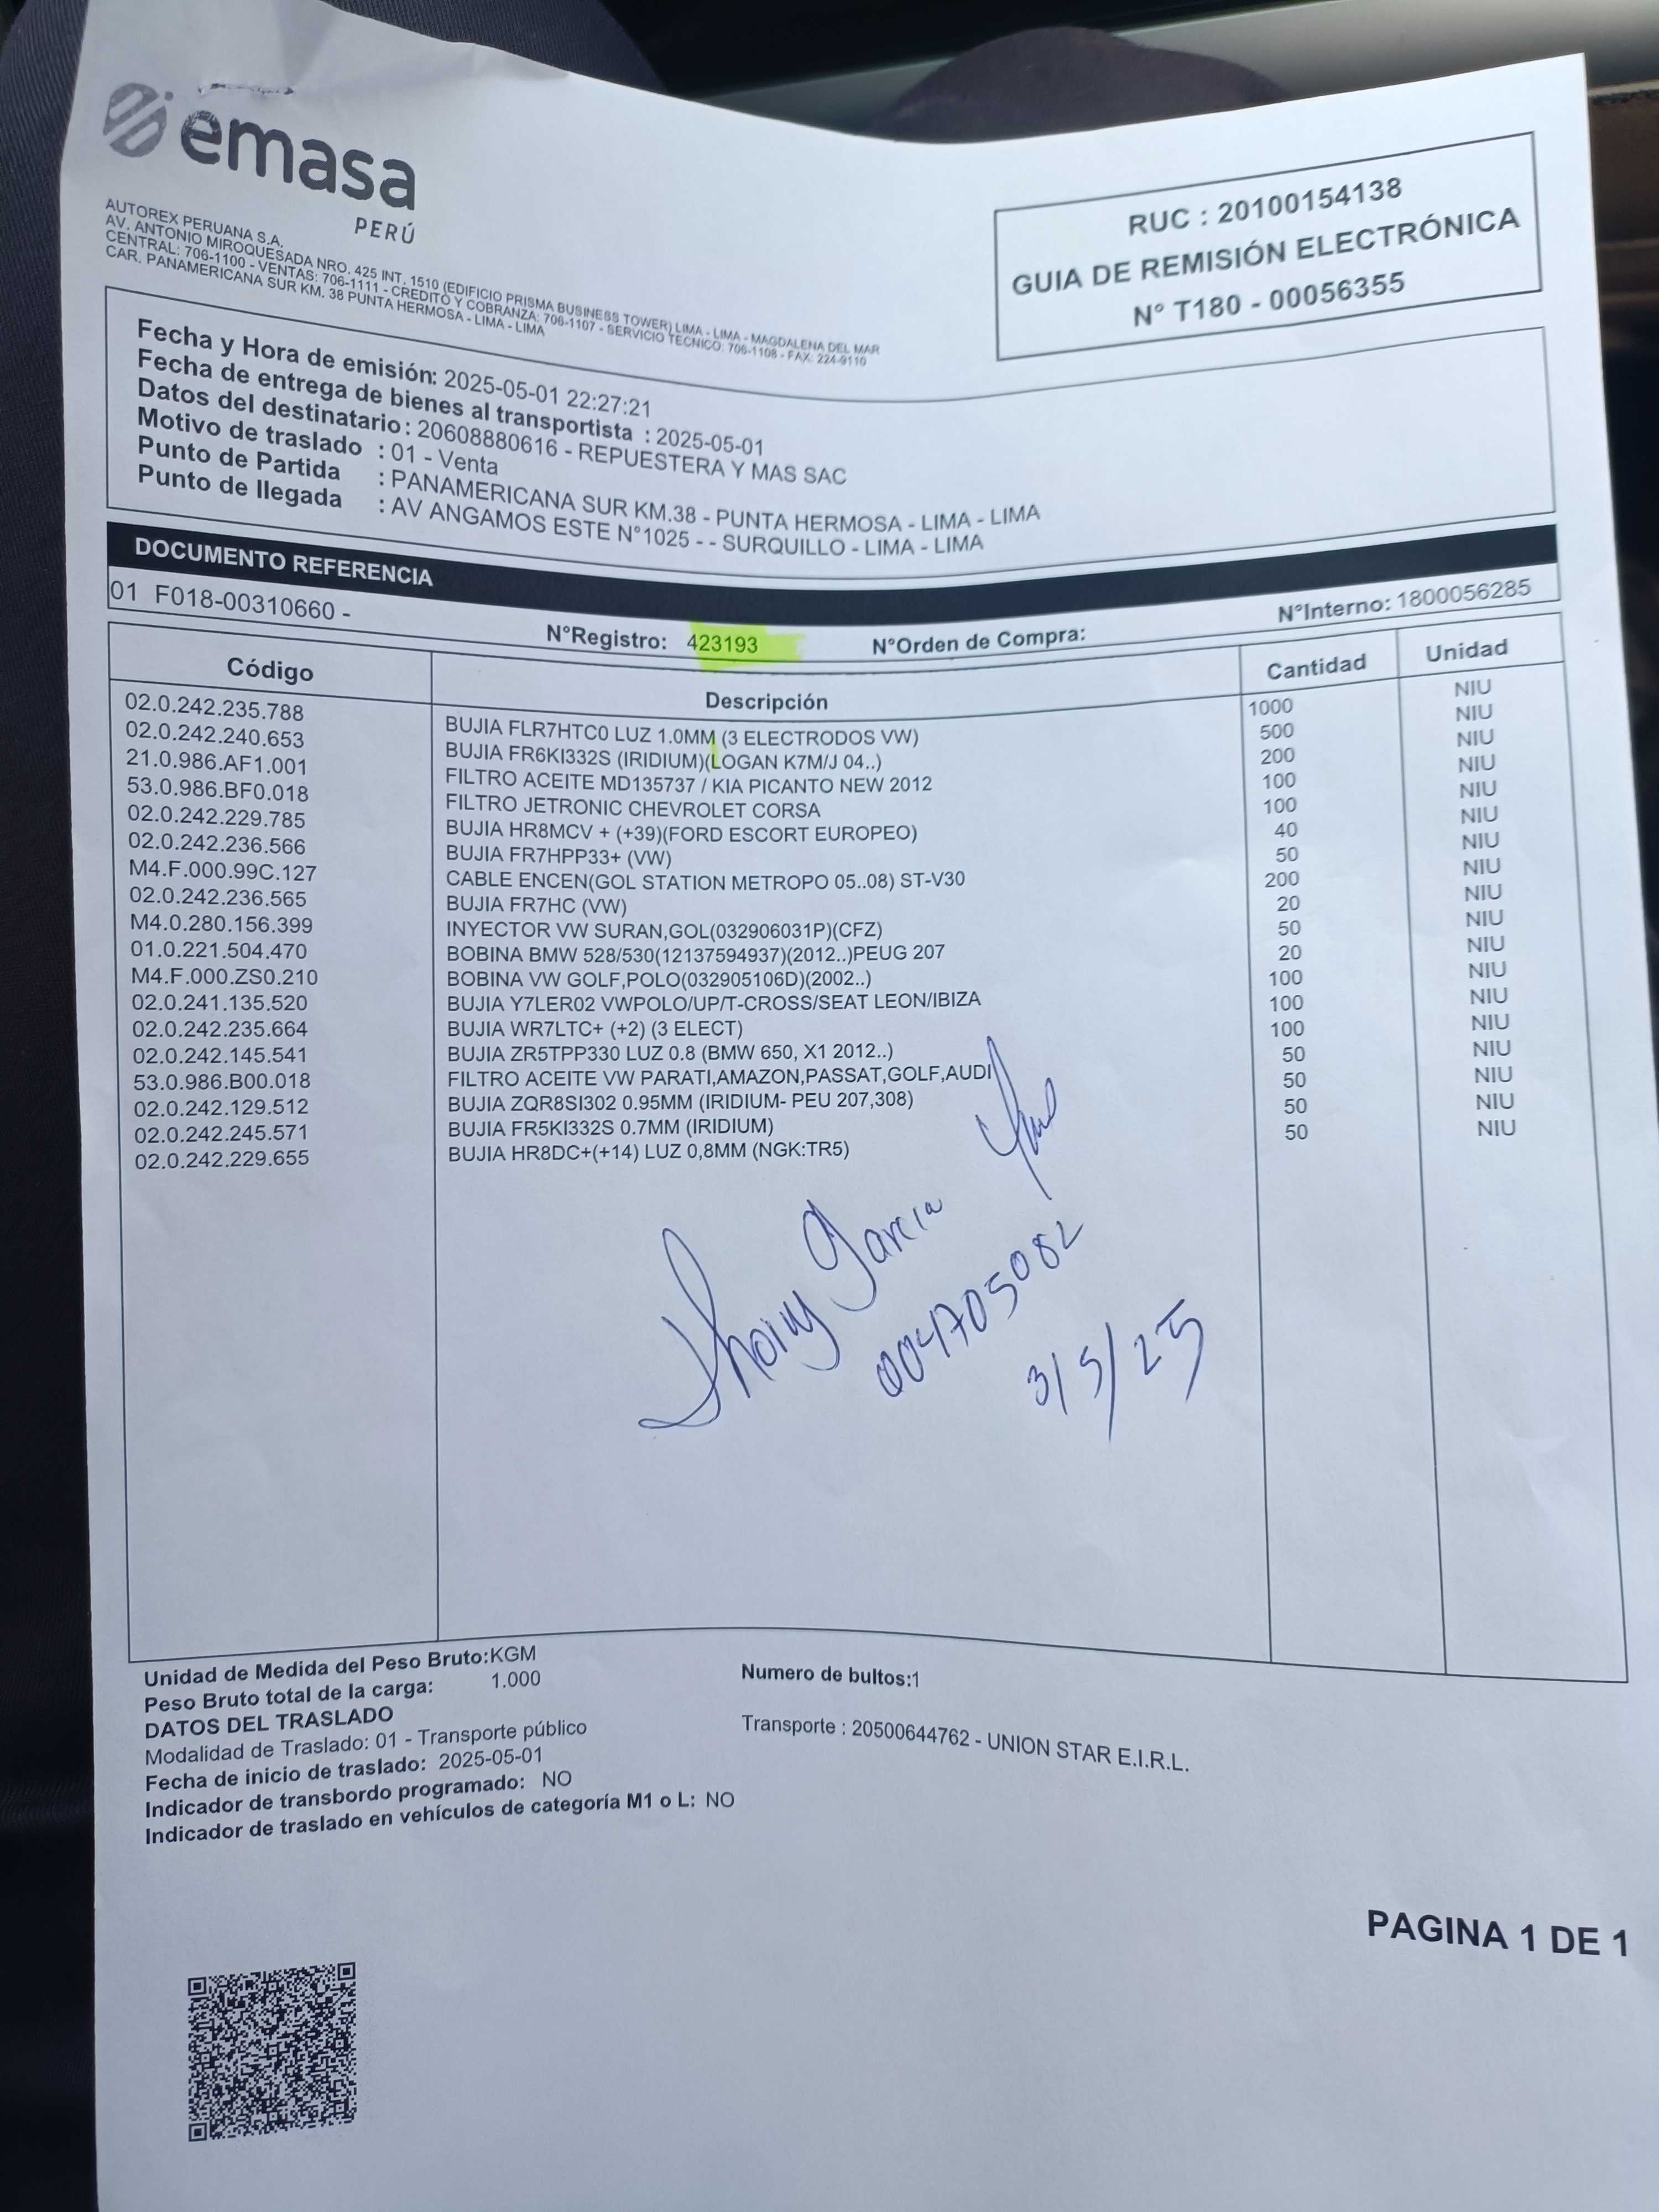 emasa
PERÚ
AUTOREX PERUANA S.A.
AV. ANTONIO MIROQUESADA NRO. 425 INT. 1510 (EDIFICIO PRISMA BUSINESS TOWER) LIMA - LIMA - MAGDALENA DEL MAR
CENTRAL: 706-1100 - VENTAS: 706-1111 - CREDITO Y COBRANZA: 706-1107 - SERVICIO TECNICO: 706-1108 - FAX: 224-9110
CAR. PANAMERICANA SUR KM. 38 PUNTA HERMOSA - LIMA - LIMA
RUC : 20100154138
GUIA DE REMISIÓN ELECTRÓNICA
N° T180 - 00056355
Fecha y Hora de emisión: 2025-05-01 22:27:21
Fecha de entrega de bienes al transportista : 2025-05-01
Datos del destinatario : 20608880616 - REPUESTERA Y MAS SAC
Motivo de traslado : 01 - Venta
Punto de Partida : PANAMERICANA SUR KM.38 - PUNTA HERMOSA - LIMA - LIMA
Punto de llegada : AV ANGAMOS ESTE N°1025 - - SURQUILLO - LIMA - LIMA
DOCUMENTO REFERENCIA
01 F018-00310660 - N°Registro: 423193 N°Orden de Compra: N°Interno: 1800056285
Código Descripción Cantidad Unidad
02.0.242.235.788 BUJIA FLR7HTC0 LUZ 1.0MM (3 ELECTRODOS VW) 1000 NIU
02.0.242.240.653 BUJIA FR6KI332S (IRIDIUM)(LOGAN K7M/J 04..) 500 NIU
21.0.986.AF1.001 FILTRO ACEITE MD135737 / KIA PICANTO NEW 2012 200 NIU
53.0.986.BF0.018 FILTRO JETRONIC CHEVROLET CORSA 100 NIU
02.0.242.229.785 BUJIA HR8MCV + (+39)(FORD ESCORT EUROPEO) 100 NIU
02.0.242.236.566 BUJIA FR7HPP33+ (VW) 40 NIU
M4.F.000.99C.127 CABLE ENCEN(GOL STATION METROPO 05..08) ST-V30 50 NIU
02.0.242.236.565 BUJIA FR7HC (VW) 200 NIU
M4.0.280.156.399 INYECTOR VW SURAN,GOL(032906031P)(CFZ) 20 NIU
01.0.221.504.470 BOBINA BMW 528/530(12137594937)(2012..)PEUG 207 50 NIU
M4.F.000.ZS0.210 BOBINA VW GOLF,POLO(032905106D)(2002..) 20 NIU
02.0.241.135.520 BUJIA Y7LER02 VWPOLO/UP/T-CROSS/SEAT LEON/IBIZA 100 NIU
02.0.242.235.664 BUJIA WR7LTC+ (+2) (3 ELECT) 100 NIU
02.0.242.145.541 BUJIA ZR5TPP330 LUZ 0.8 (BMW 650, X1 2012..) 100 NIU
53.0.986.B00.018 FILTRO ACEITE VW PARATI,AMAZON,PASSAT,GOLF,AUDI 50 NIU
02.0.242.129.512 BUJIA ZQR8SI302 0.95MM (IRIDIUM- PEU 207,308) 50 NIU
02.0.242.245.571 BUJIA FR5KI332S 0.7MM (IRIDIUM) 50 NIU
02.0.242.229.655 BUJIA HR8DC+(+14) LUZ 0,8MM (NGK:TR5) 50 NIU
Garcia
004705082
3/5/25
Unidad de Medida del Peso Bruto:KGM
Peso Bruto total de la carga: 1.000 Numero de bultos:1
DATOS DEL TRASLADO
Modalidad de Traslado: 01 - Transporte público Transporte : 20500644762 - UNION STAR E.I.R.L.
Fecha de inicio de traslado: 2025-05-01
Indicador de transbordo programado: NO
Indicador de traslado en vehículos de categoría M1 o L: NO
PAGINA 1 DE 1